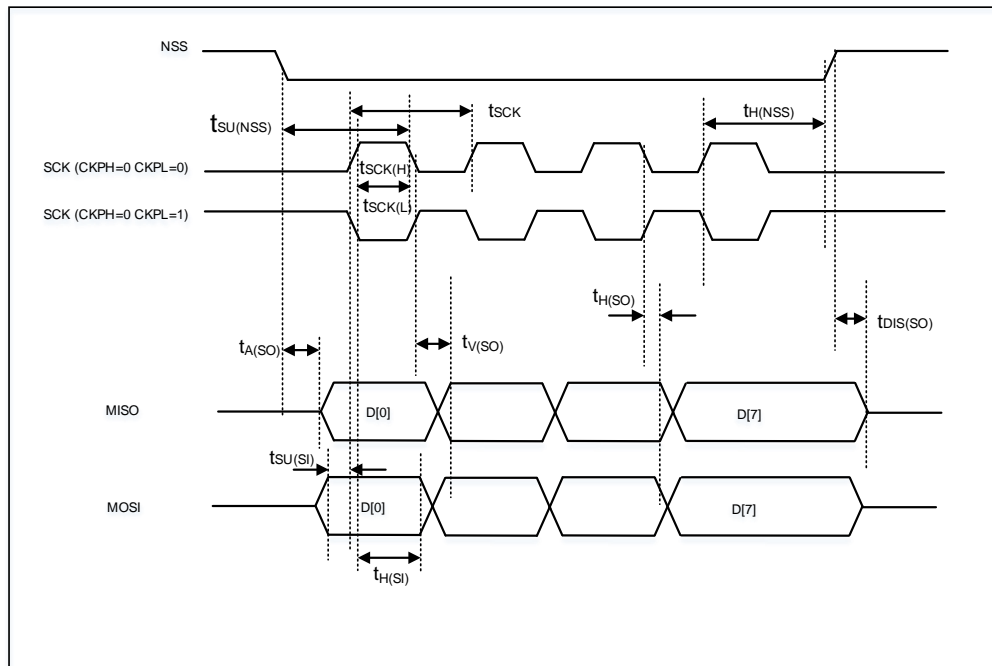 NSS
tSCK
tH(NSS)
tSU(NSS)
SCK (CKPH=0 CKPL=0)
tSCK(H)
tSCK(L)
SCK (CKPH=0 CKPL=1)
tH(SO)
tDIS(SO)
tA(SO)
tV(SO)
MISO
D[0]
D[7]
tSU(SI)
MOSI
D[0]
D[7]
tH(SI)